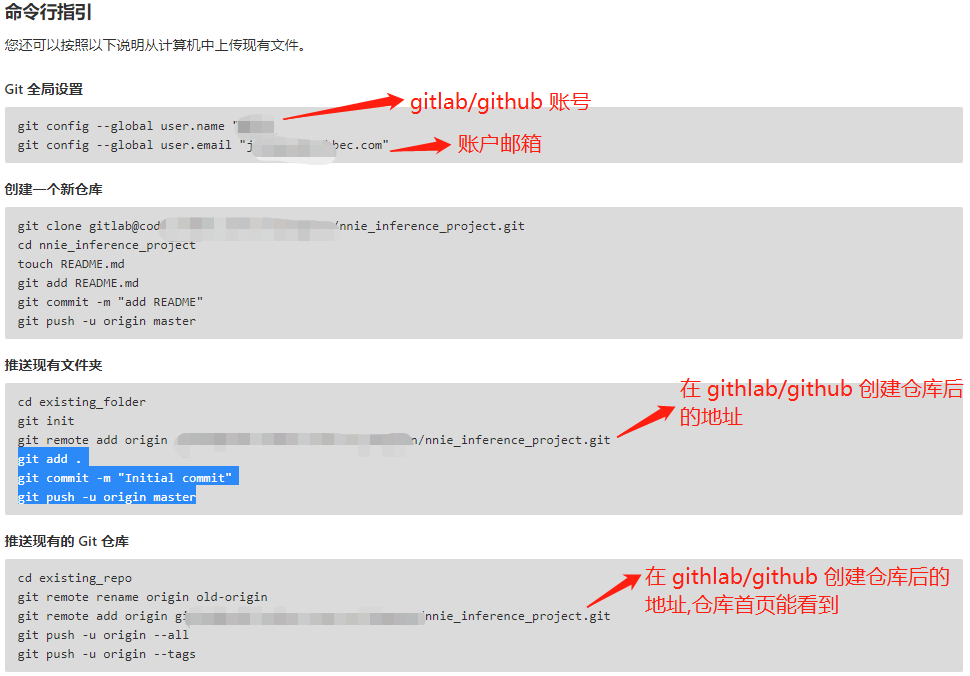 命令行指引
您还可以按照以下说明从计算机中上传现有文件。
Git 全局设置
git config --global user.name "
gitlab/github 账号
git config --global user.email "j bec.com"
账户邮箱
创建一个新仓库
git clone gitlab@cod /nnie_inference_project.git
cd nnie_inference_project
touch README.md
git add README.md
git commit -m "add README"
git push -u origin master
推送现有文件夹
cd existing_folder
git init
git remote add origin /nnie_inference_project.git
在 githlab/github 创建仓库后
的地址
git add .
git commit -m "Initial commit"
git push -u origin master
推送现有的 Git 仓库
cd existing_repo
git remote rename origin old-origin
git remote add origin gi /nnie_inference_project.git
在 githlab/github 创建仓库后的
地址,仓库首页能看到
git push -u origin --all
git push -u origin --tags